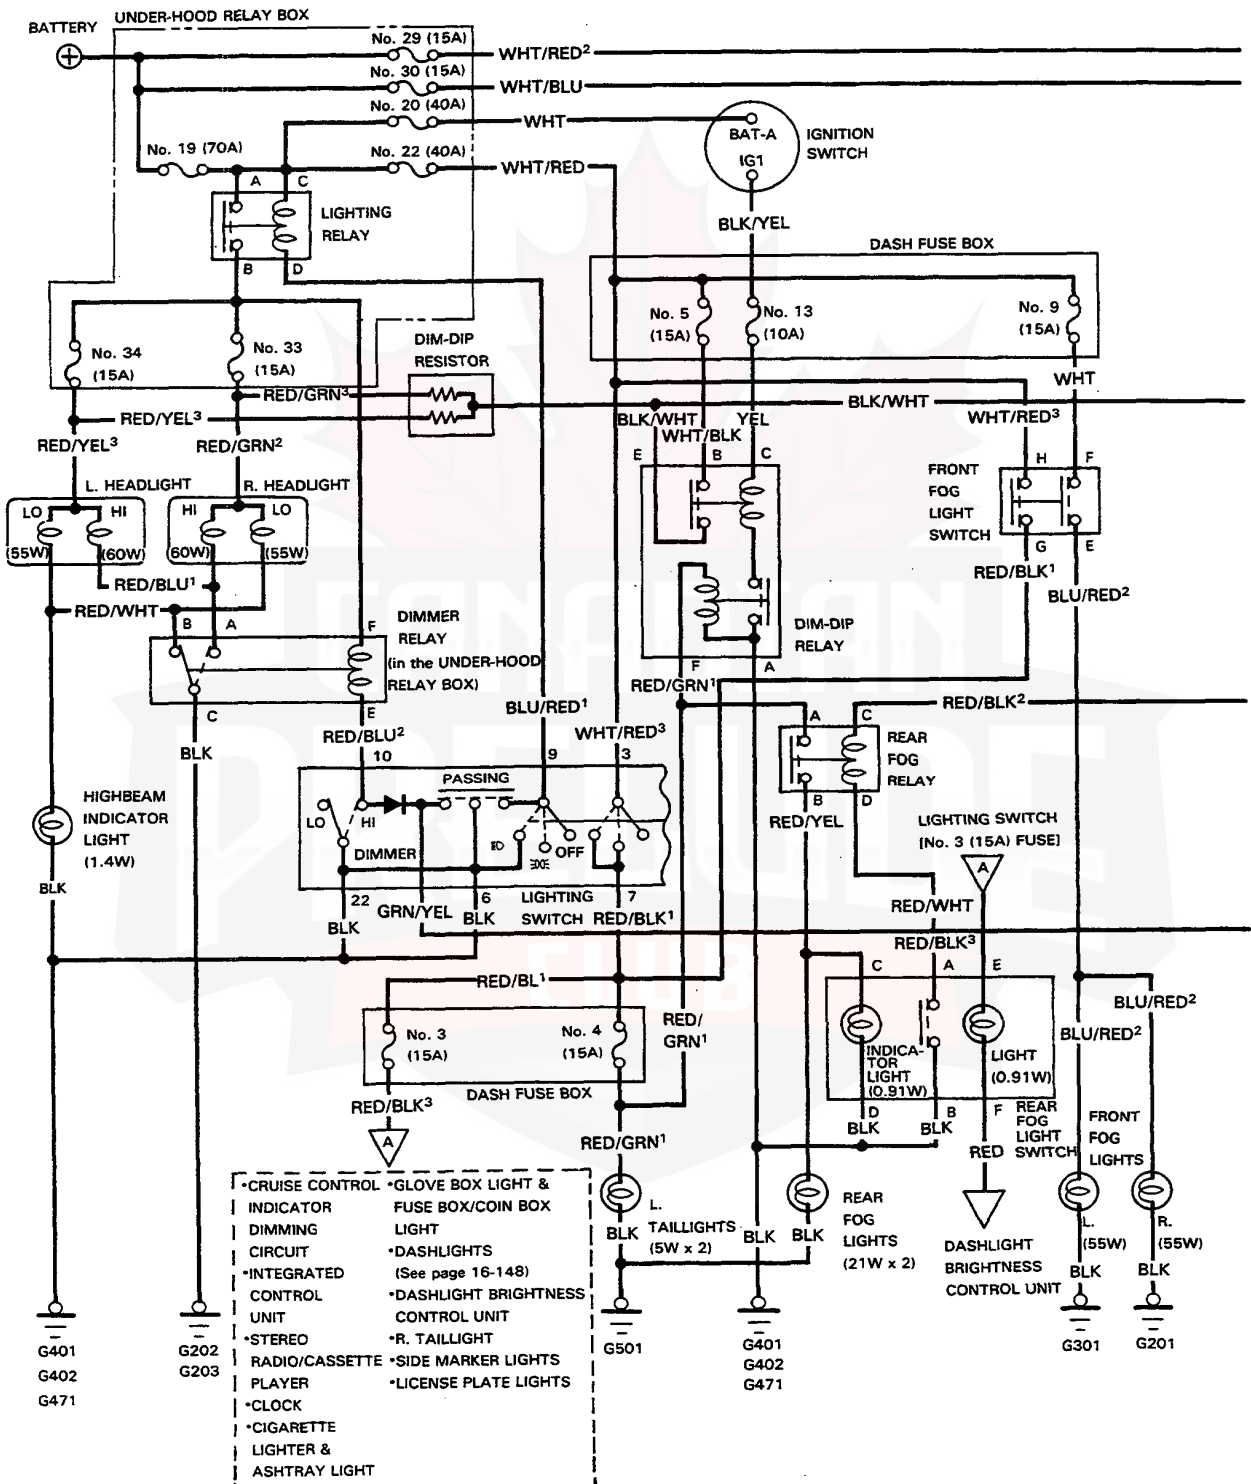 UNDER-HOOD RELAY BOX
BATTERY
No. 29 (15A)
WHT/RED²
No. 30 (15A)
WHT/BLU
No. 20 (40A)
WHT
BAT-A
IGNITION
SWITCH
IG1
No. 19 (70A)
No. 22 (40A)
WHT/RED
A
C
LIGHTING
RELAY
B
D
BLK/YEL
DASH FUSE BOX
No. 5
(15A)
No. 13
(10A)
No. 9
(15A)
No. 34
(15A)
No. 33
(15A)
DIM-DIP
RESISTOR
WHT
RED/GRN³
BLK/WHT
RED/YEL³
BLK/WHT
YEL
WHT/RED³
RED/YEL³
RED/GRN²
WHT/BLK
E
B
C
H
F
FRONT
FOG
LIGHT
SWITCH
G
E
L. HEADLIGHT
R. HEADLIGHT
LO
HI
HI
LO
(55W)
(60W)
(60W)
(55W)
RED/BLU¹
RED/WHT
RED/BLK¹
BLU/RED²
B
A
DIMMER
RELAY
(in the UNDER-HOOD
RELAY BOX)
F
DIM-DIP
RELAY
F
A
C
E
RED/GRN¹
BLU/RED¹
BLK
RED/BLU²
WHT/RED³
A
C
RED/BLK²
REAR
FOG
RELAY
B
D
10
9
3
PASSING
HIGHBEAM
INDICATOR
LIGHT
(1.4W)
LO
HI
DIMMER
OFF
RED/YEL
LIGHTING SWITCH
[No. 3 (15A) FUSE]
A
BLK
22
6
LIGHTING
SWITCH
7
GRN/YEL
BLK
BLK
RED/BLK¹
RED/WHT
RED/BLK³
C
A
E
RED/BL¹
BLU/RED²
BLU/RED²
No. 3
(15A)
No. 4
(15A)
RED/
GRN¹
INDICA-
TOR
LIGHT
(0.91W)
LIGHT
(0.91W)
DASH FUSE BOX
RED/BLK³
D
B
F
REAR
FOG
LIGHT
SWITCH
BLK
BLK
A
RED/GRN¹
RED
FRONT
FOG
LIGHTS
•CRUISE CONTROL
INDICATOR
DIMMING
CIRCUIT
•INTEGRATED
CONTROL
UNIT
•STEREO
RADIO/CASSETTE
PLAYER
•CLOCK
•CIGARETTE
LIGHTER &
ASHTRAY LIGHT
•GLOVE BOX LIGHT &
FUSE BOX/COIN BOX
LIGHT
•DASHLIGHTS
(See page 16-148)
•DASHLIGHT BRIGHTNESS
CONTROL UNIT
•R. TAILLIGHT
•SIDE MARKER LIGHTS
•LICENSE PLATE LIGHTS
L.
TAILLIGHTS
(5W x 2)
BLK
BLK
BLK
REAR
FOG
LIGHTS
(21W x 2)
DASHLIGHT
BRIGHTNESS
CONTROL UNIT
L.
(55W)
R.
(55W)
BLK
BLK
G401
G402
G471
G202
G203
G501
G401
G402
G471
G301
G201
CANADIAN
PRELUDE
CLUB